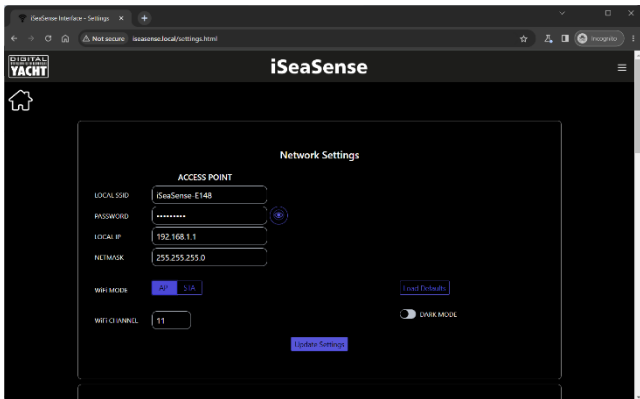 iSeaSense Interface - Settings
Not secure iseasense.local/settings.html
Incognito
DIGITAL
YACHT
iSeaSense
Network Settings
ACCESS POINT
LOCAL SSID iSeaSense-E148
PASSWORD •••••••••
LOCAL IP 192.168.1.1
NETMASK 255.255.255.0
WIFI MODE AP STA Load Defaults
WIFI CHANNEL 11 DARK MODE
Update Settings